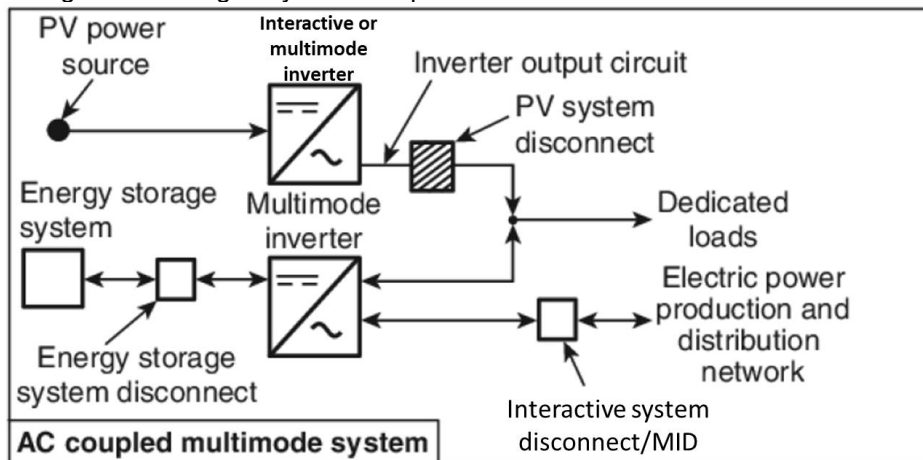 PV power
source
Interactive or
multimode
inverter
Inverter output circuit
PV system
disconnect
Energy storage
system
Multimode
inverter
Dedicated
loads
Electric power
production and
distribution
network
Energy storage
system disconnect
Interactive system
disconnect/MID
AC coupled multimode system